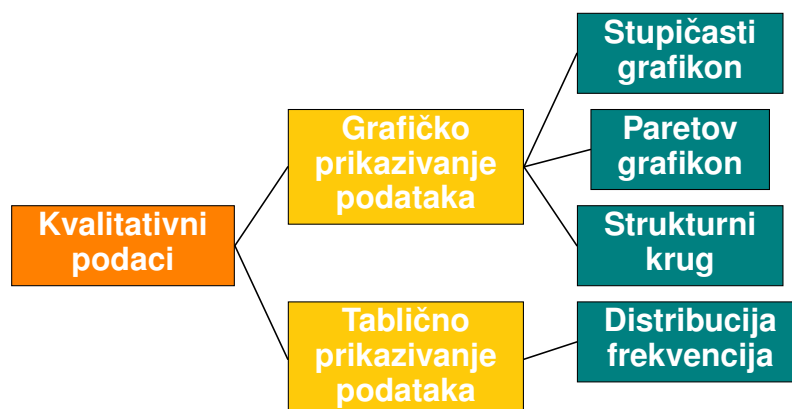 Kvalitativni
podaci
Grafičko
prikazivanje
podataka
Stupičasti
grafikon
Paretov
grafikon
Strukturni
krug
Tablično
prikazivanje
podataka
Distribucija
frekvencija